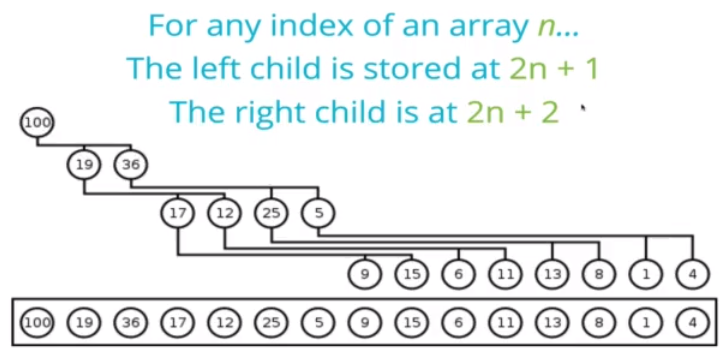 For any index of an array n...
The left child is stored at 2n + 1
The right child is at 2n + 2
100
19 36
17 12 25 5
9 15 6 11 13 8 1 4
100 19 36 17 12 25 5 9 15 6 11 13 8 1 4